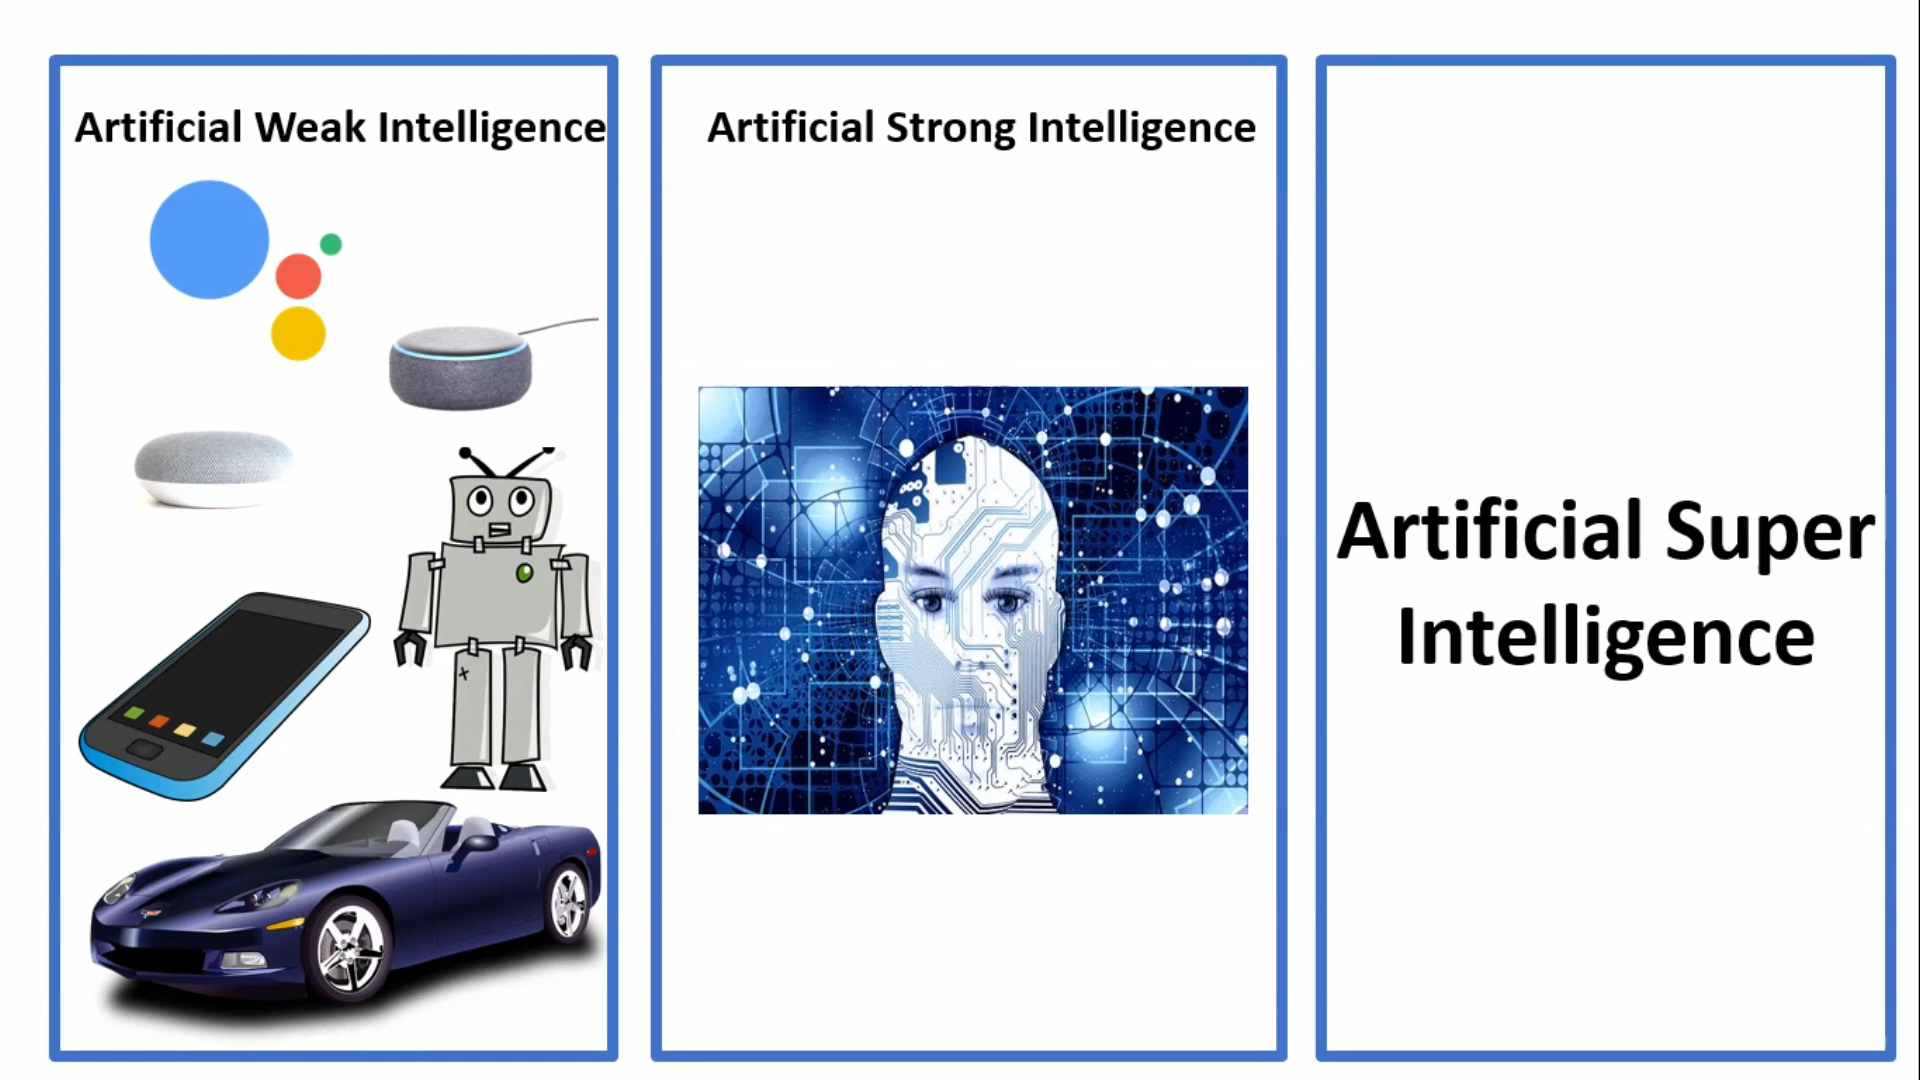 Artificial Weak Intelligence
Artificial Strong Intelligence
Artificial Super
Intelligence